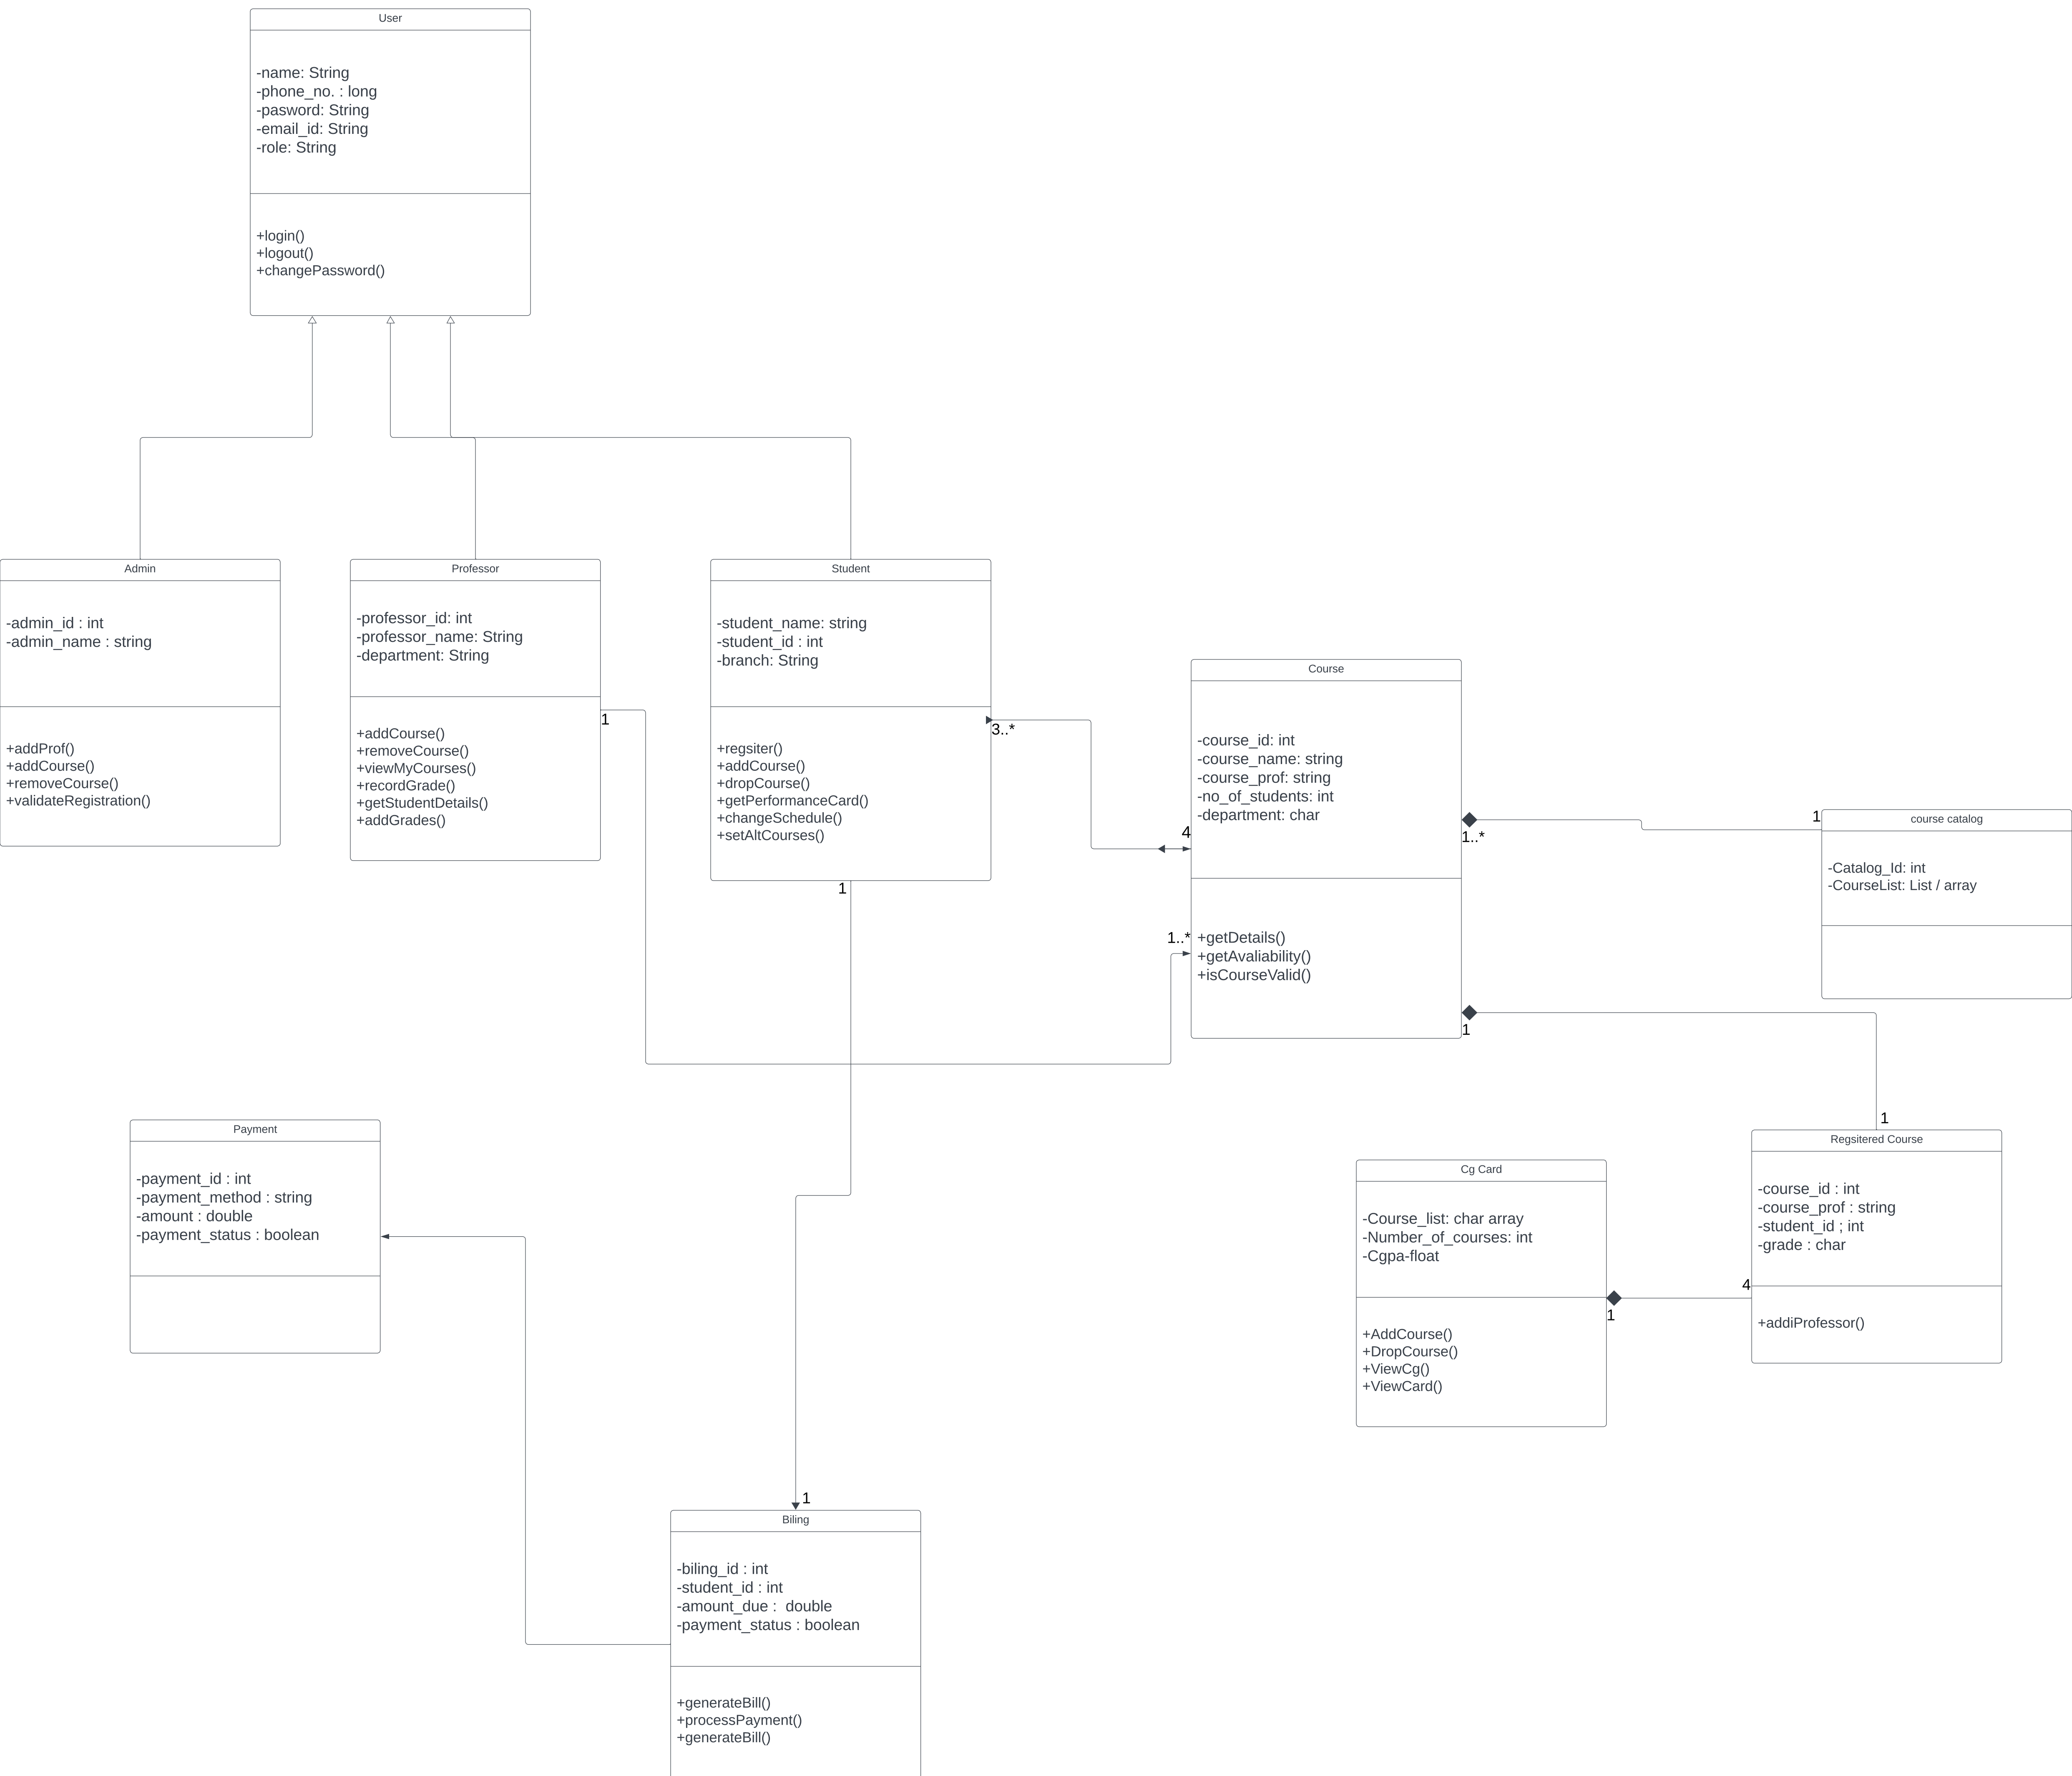 User
-name: String
-phone_no. : long
-pasword: String
-email_id: String
-role: String
+login()
+logout()
+changePassword()
Admin
-admin_id : int
-admin_name : string
+addProf()
+addCourse()
+removeCourse()
+validateRegistration()
Professor
-professor_id: int
-professor_name: String
-department: String
+addCourse()
+removeCourse()
+viewMyCourses()
+recordGrade()
+getStudentDetails()
+addGrades()
1
Student
-student_name: string
-student_id : int
-branch: String
+regsiter()
+addCourse()
+dropCourse()
+getPerformanceCard()
+changeSchedule()
+setAltCourses()
3..*
1
4
1..*
Course
-course_id: int
-course_name: string
-course_prof: string
-no_of_students: int
-department: char
+getDetails()
+getAvaliability()
+isCourseValid()
1..*
1
1
course catalog
-Catalog_Id: int
-CourseList: List / array
1
Regsitered Course
-course_id : int
-course_prof : string
-student_id ; int
-grade : char
+addiProfessor()
4
1
Cg Card
-Course_list: char array
-Number_of_courses: int
-Cgpa-float
+AddCourse()
+DropCourse()
+ViewCg()
+ViewCard()
Payment
-payment_id : int
-payment_method : string
-amount : double
-payment_status : boolean
1
Biling
-biling_id : int
-student_id : int
-amount_due :  double
-payment_status : boolean
+generateBill()
+processPayment()
+generateBill()